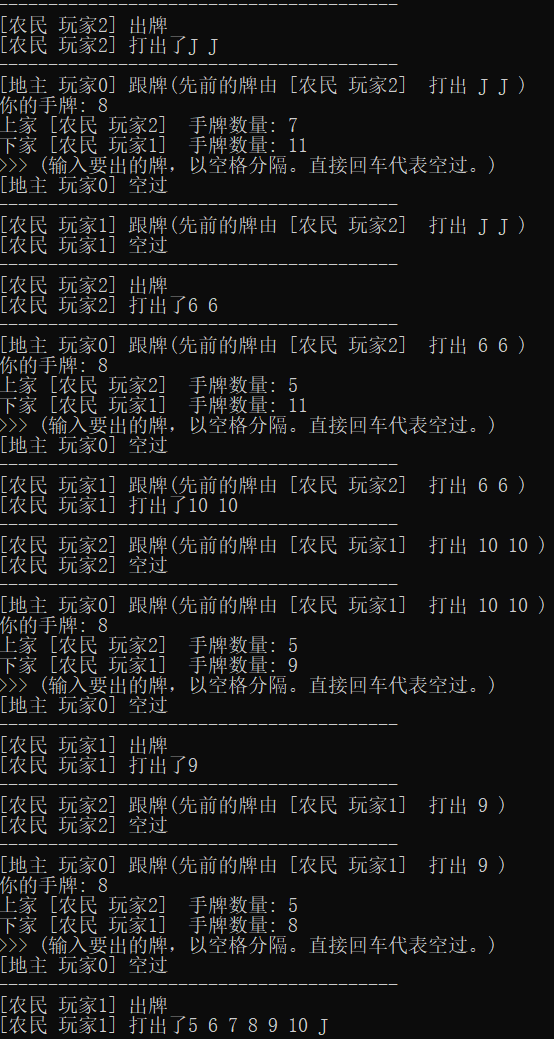 ----------------------------------------
[农民 玩家2] 出牌
[农民 玩家2] 打出了J J
----------------------------------------
[地主 玩家0] 跟牌(先前的牌由 [农民 玩家2]  打出 J J )
你的手牌: 8
上家 [农民 玩家2]  手牌数量: 7
下家 [农民 玩家1]  手牌数量: 11
>>> (输入要出的牌, 以空格分隔。直接回车代表空过。)
[地主 玩家0] 空过
----------------------------------------
[农民 玩家1] 跟牌(先前的牌由 [农民 玩家2]  打出 J J )
[农民 玩家1] 空过
----------------------------------------
[农民 玩家2] 出牌
[农民 玩家2] 打出了6 6
----------------------------------------
[地主 玩家0] 跟牌(先前的牌由 [农民 玩家2]  打出 6 6 )
你的手牌: 8
上家 [农民 玩家2]  手牌数量: 5
下家 [农民 玩家1]  手牌数量: 11
>>> (输入要出的牌, 以空格分隔。直接回车代表空过。)
[地主 玩家0] 空过
----------------------------------------
[农民 玩家1] 跟牌(先前的牌由 [农民 玩家2]  打出 6 6 )
[农民 玩家1] 打出了10 10
----------------------------------------
[农民 玩家2] 跟牌(先前的牌由 [农民 玩家1]  打出 10 10 )
[农民 玩家2] 空过
----------------------------------------
[地主 玩家0] 跟牌(先前的牌由 [农民 玩家1]  打出 10 10 )
你的手牌: 8
上家 [农民 玩家2]  手牌数量: 5
下家 [农民 玩家1]  手牌数量: 9
>>> (输入要出的牌, 以空格分隔。直接回车代表空过。)
[地主 玩家0] 空过
----------------------------------------
[农民 玩家1] 出牌
[农民 玩家1] 打出了9
----------------------------------------
[农民 玩家2] 跟牌(先前的牌由 [农民 玩家1]  打出 9 )
[农民 玩家2] 空过
----------------------------------------
[地主 玩家0] 跟牌(先前的牌由 [农民 玩家1]  打出 9 )
你的手牌: 8
上家 [农民 玩家2]  手牌数量: 5
下家 [农民 玩家1]  手牌数量: 8
>>> (输入要出的牌, 以空格分隔。直接回车代表空过。)
[地主 玩家0] 空过
----------------------------------------
[农民 玩家1] 出牌
[农民 玩家1] 打出了5 6 7 8 9 10 J